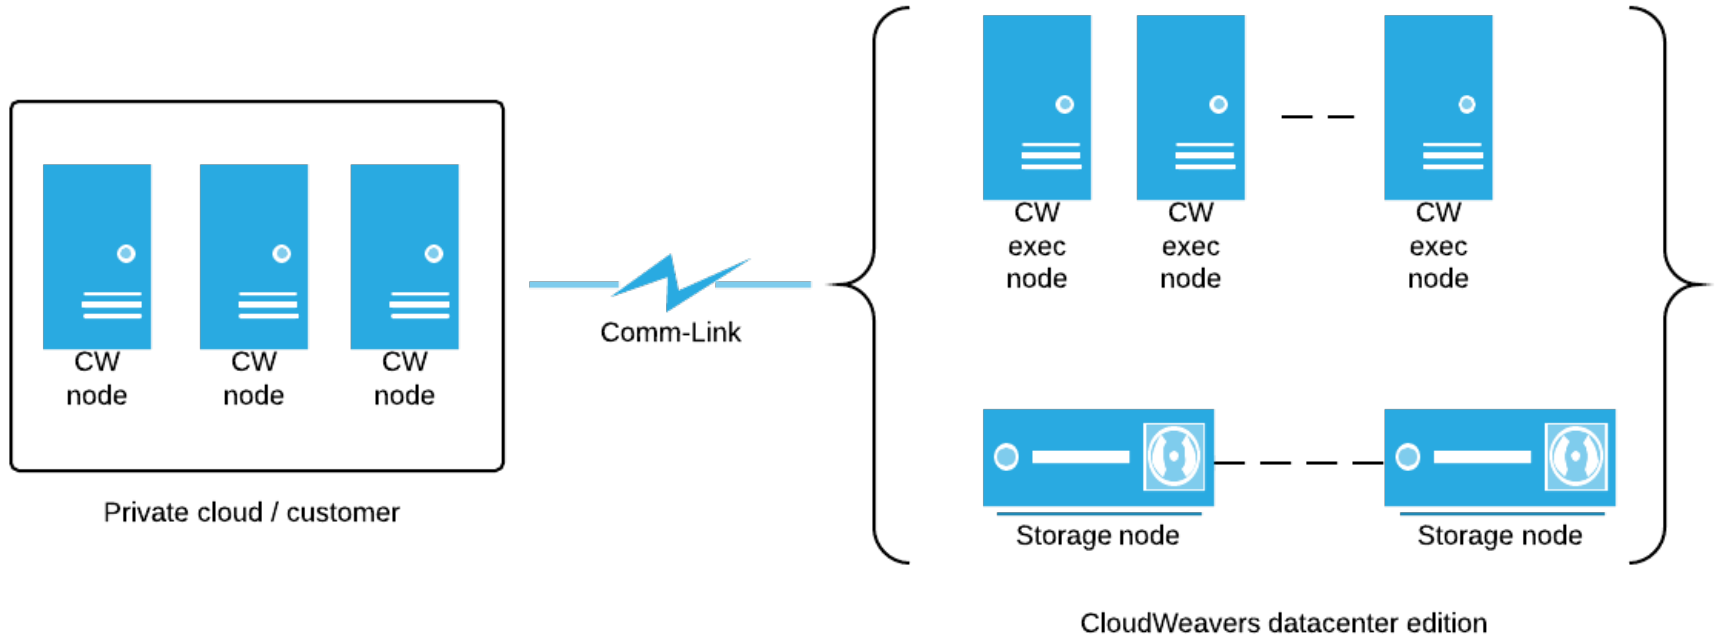 CW
node
CW
node
CW
node
Private cloud / customer
Comm-Link
CW
exec
node
CW
exec
node
CW
exec
node
Storage node
Storage node
CloudWeavers datacenter edition